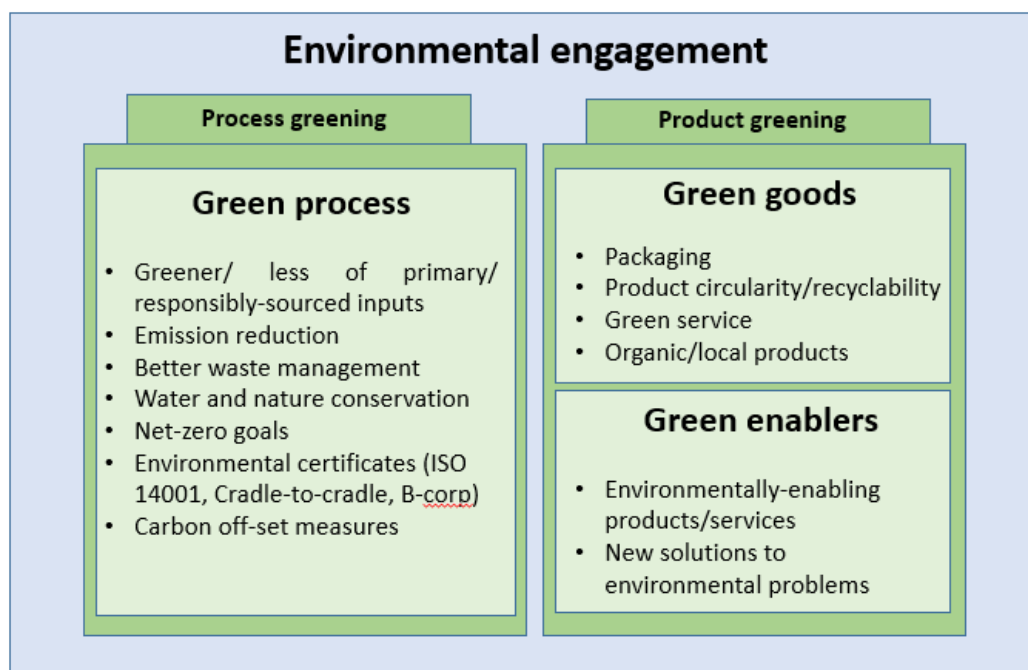 Environmental engagement
Process greening
Green process
• Greener/ less of primary/
responsibly-sourced inputs
• Emission reduction
• Better waste management
• Water and nature conservation
• Net-zero goals
• Environmental certificates (ISO
14001, Cradle-to-cradle, B-corp)
• Carbon off-set measures
Product greening
Green goods
• Packaging
• Product circularity/recyclability
• Green service
• Organic/local products
Green enablers
• Environmentally-enabling
products/services
• New solutions to
environmental problems